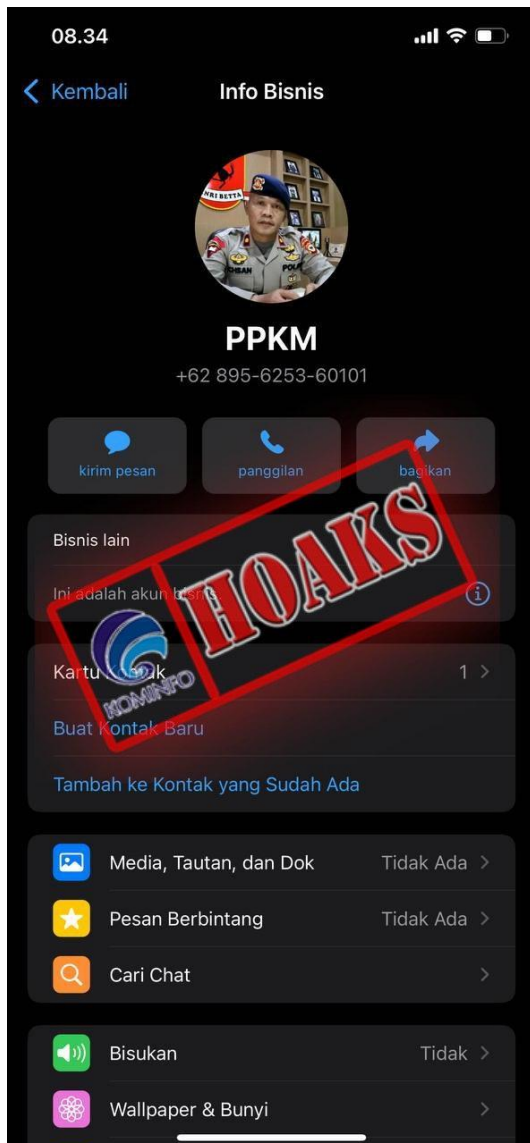 08.34
Kembali
Info Bisnis
PPKM
+62 895-6253-60101
kirim pesan
panggilan
bagikan
Bisnis lain
Ini adalah akun bisnis.
HOAKS
KOMINFO
Kartu Kontak
1
Buat Kontak Baru
Tambah ke Kontak yang Sudah Ada
Media, Tautan, dan Dok
Tidak Ada
Pesan Berbintang
Tidak Ada
Cari Chat
Bisukan
Tidak
Wallpaper & Bunyi